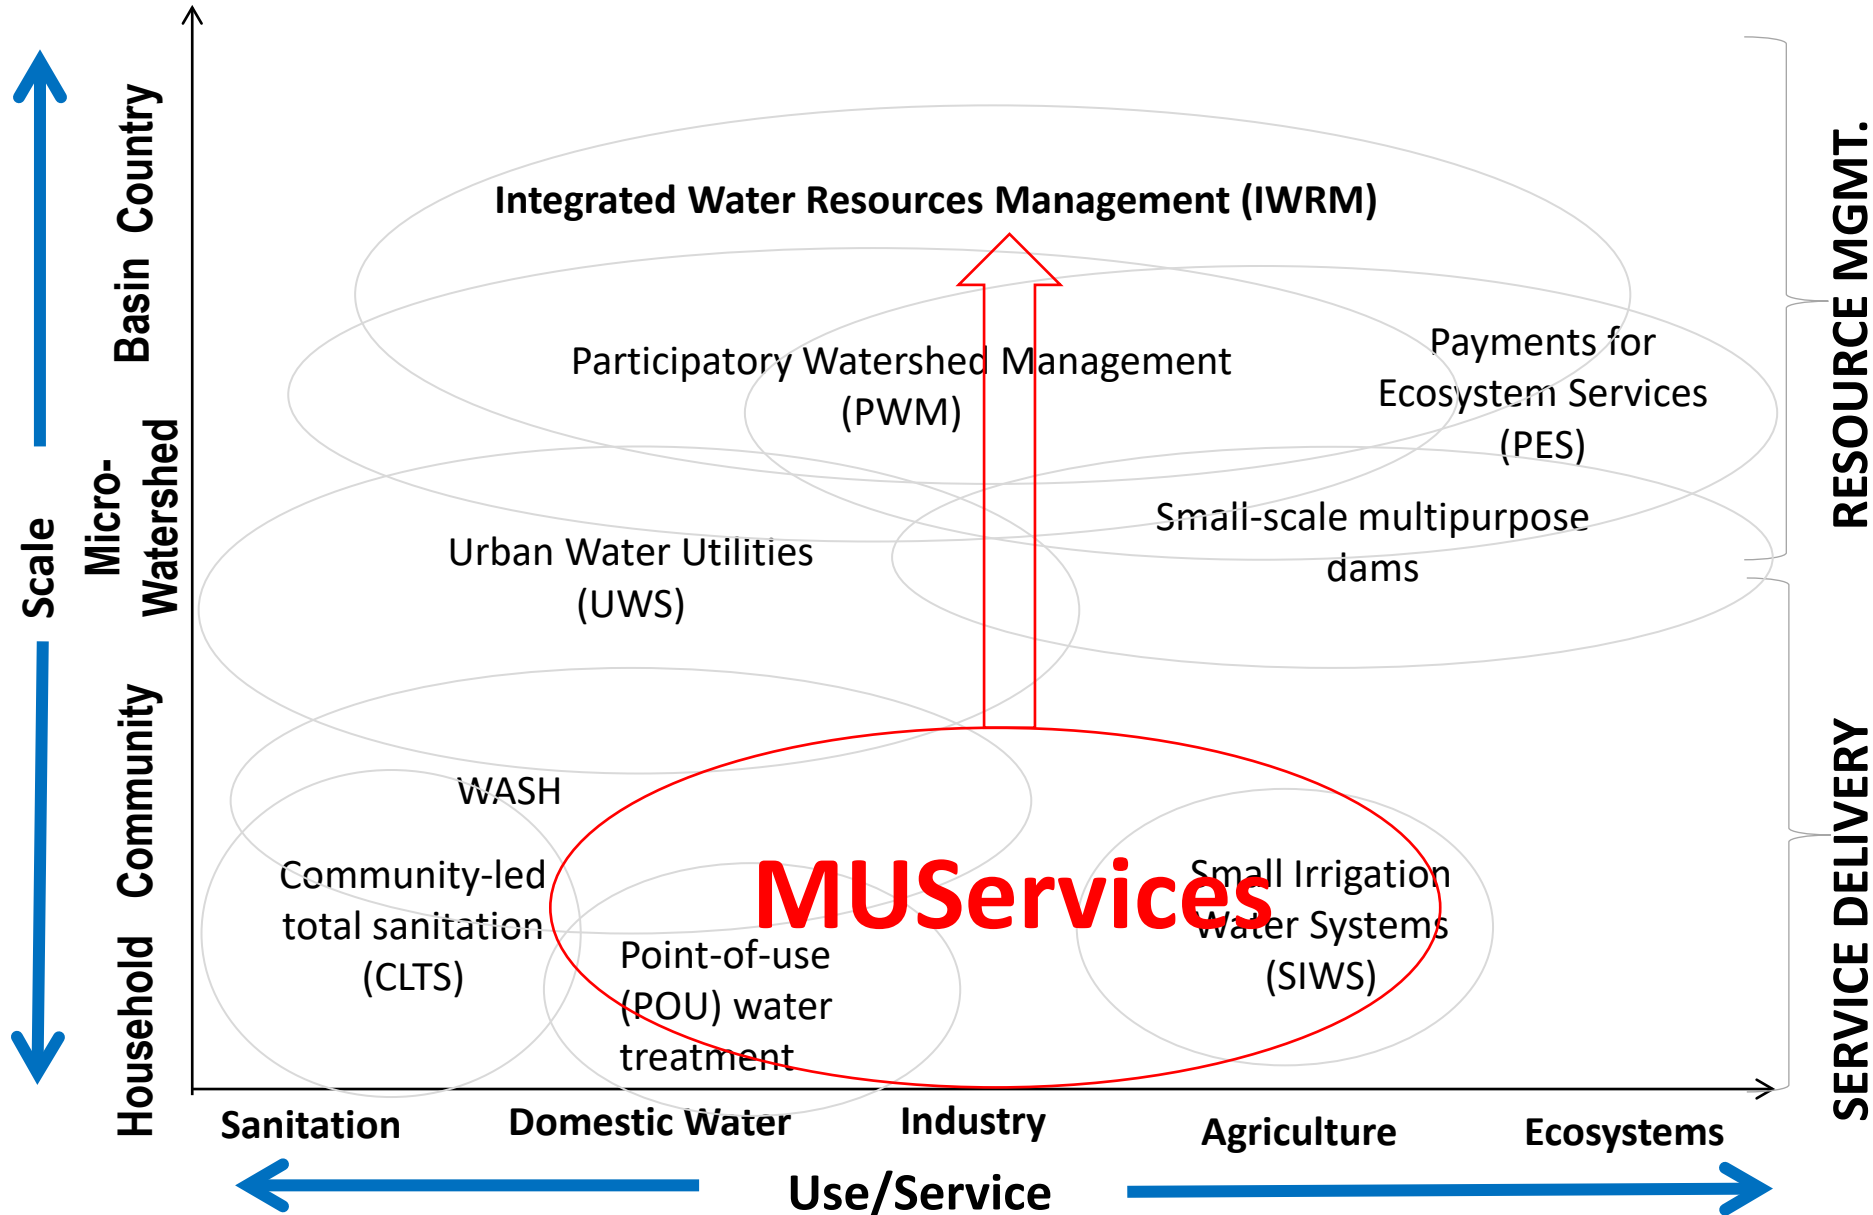 Integrated Water Resources Management (IWRM)
Participatory Watershed Management
(PWM)
Payments for
Ecosystem Services
(PES)
Small-scale multipurpose
dams
Urban Water Utilities
(UWS)
WASH
Community-led
total sanitation
(CLTS)
MUServices
Point-of-use
(POU) water
treatment
Small Irrigation
Water Systems
(SIWS)
Scale
Country
Basin
Micro-
Watershed
Community
Household
RESOURCE MGMT.
SERVICE DELIVERY
Sanitation
Domestic Water
Industry
Agriculture
Ecosystems
Use/Service